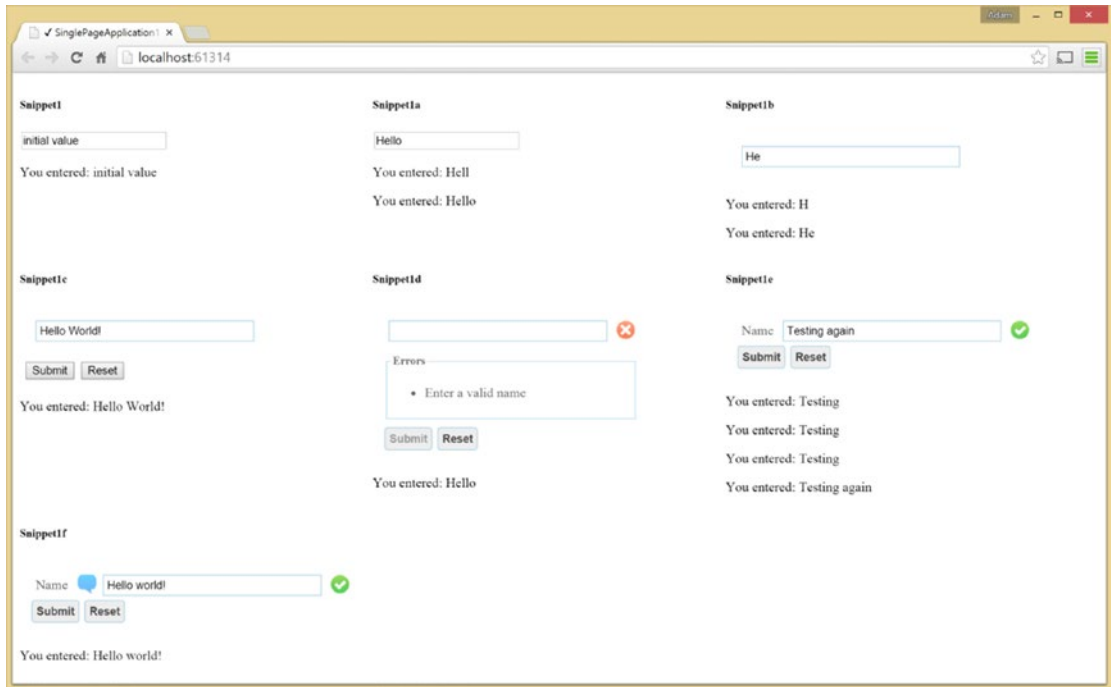 Adam
✓ SinglePageApplication1 ×
localhost:61314
Snippet1
initial value
You entered: initial value
Snippet1a
Hello
You entered: Hell
You entered: Hello
Snippet1b
He
You entered: H
You entered: He
Snippet1c
Hello World!
Submit Reset
You entered: Hello World!
Snippet1d
Errors
• Enter a valid name
Submit Reset
You entered: Hello
Snippet1e
Name Testing again
Submit Reset
You entered: Testing
You entered: Testing
You entered: Testing
You entered: Testing again
Snippet1f
Name Hello world!
Submit Reset
You entered: Hello world!